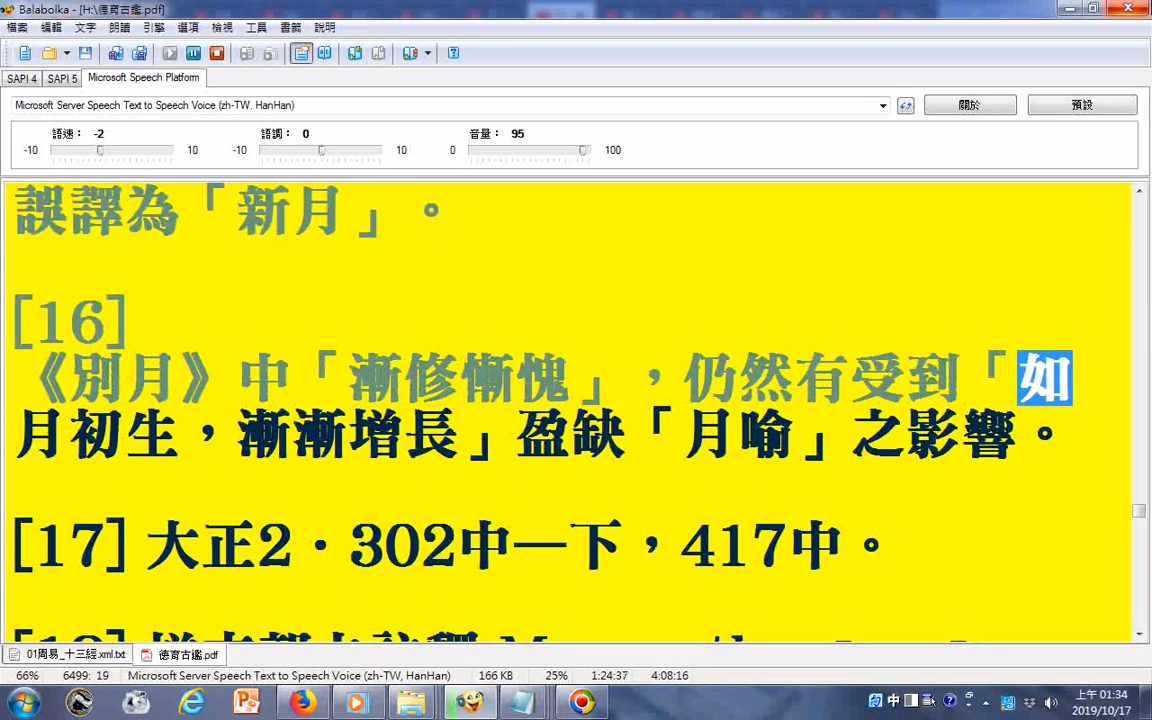 Balabolka - [H:\德育古鑑.pdf]
檔案 編輯 文字 朗讀 引擎 選項 檢視 工具 書籤 說明
SAPI 4 SAPI 5 Microsoft Speech Platform
Microsoft Server Speech Text to Speech Voice (zh-TW, HanHan) 關於 預設
語速： -2 語調： 0 音量： 95
-10 10 -10 10 0 100
誤譯為「新月」。
[16]
《別月》中「漸修慚愧」，仍然有受到「如
月初生，漸漸增長」盈缺「月喻」之影響。
[17] 大正2．302中—下，417中。
01周易_十三經.xml.txt 德育古鑑.pdf
66% 6499: 19 Microsoft Server Speech Text to Speech Voice (zh-TW, HanHan) 166 KB 25% 1:24:37 4:08:16
中 上午 01:34
2019/10/17